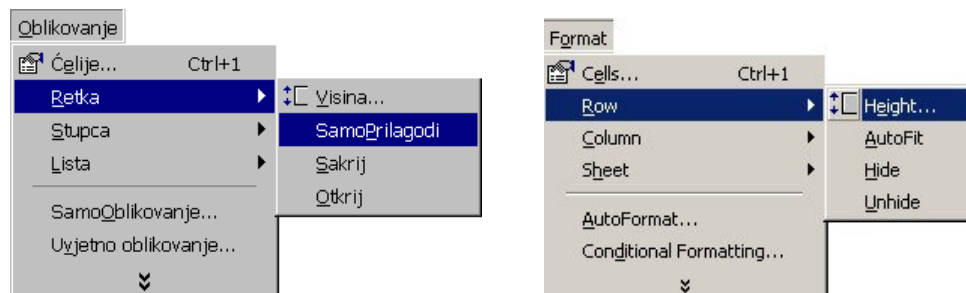 Oblikovanje
Ćelije... Ctrl+1
Retka
Stupca
Lista
SamoOblikovanje...
Uvjetno oblikovanje...
Visina...
SamoPrilagodi
Sakrij
Otkrij
Format
Cells... Ctrl+1
Row
Column
Sheet
AutoFormat...
Conditional Formatting...
Height...
AutoFit
Hide
Unhide